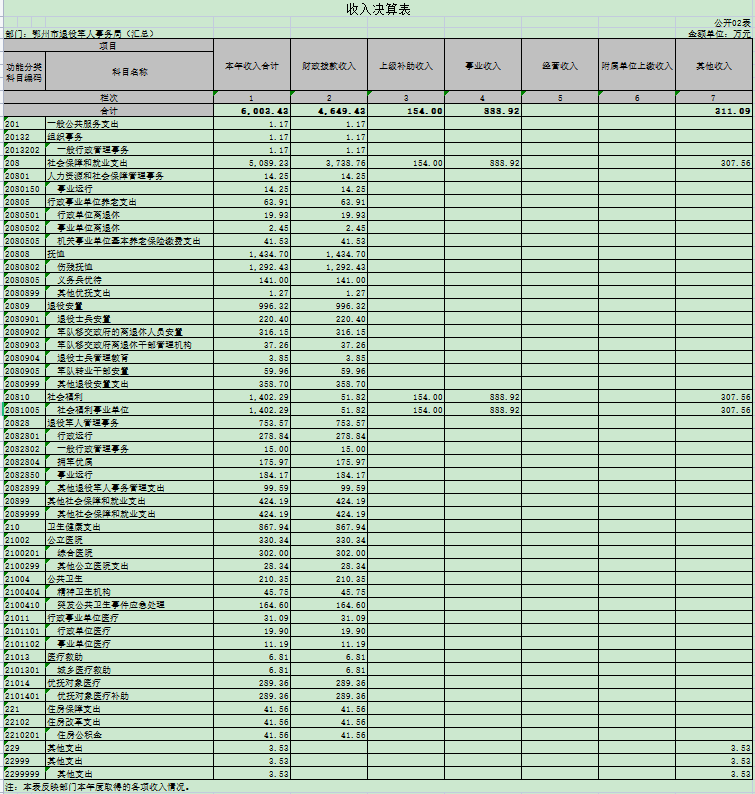 收入决算表
公开02表
部门：鄂州市退役军人事务局（汇总） 金额单位：万元
项目 本年收入合计 财政拨款收入 上级补助收入 事业收入 经营收入 附属单位上缴收入 其他收入
功能分类科目编码 科目名称
栏次 1 2 3 4 5 6 7
合计 6,003.43 4,649.43 154.00 888.92 311.09
201 一般公共服务支出 1.17 1.17
20132 组织事务 1.17 1.17
2013202 一般行政管理事务 1.17 1.17
208 社会保障和就业支出 5,089.23 3,738.76 154.00 888.92 307.56
20801 人力资源和社会保障管理事务 14.25 14.25
2080150 事业运行 14.25 14.25
20805 行政事业单位养老支出 63.91 63.91
2080501 行政单位离退休 19.93 19.93
2080502 事业单位离退休 2.45 2.45
2080505 机关事业单位基本养老保险缴费支出 41.53 41.53
20808 抚恤 1,434.70 1,434.70
2080802 伤残抚恤 1,292.43 1,292.43
2080805 义务兵优待 141.00 141.00
2080899 其他优抚支出 1.27 1.27
20809 退役安置 996.32 996.32
2080901 退役士兵安置 220.40 220.40
2080902 军队移交政府的离退休人员安置 316.15 316.15
2080903 军队移交政府离退休干部管理机构 37.26 37.26
2080904 退役士兵管理教育 3.85 3.85
2080905 军队转业干部安置 59.96 59.96
2080999 其他退役安置支出 358.70 358.70
20810 社会福利 1,402.29 51.82 154.00 888.92 307.56
2081005 社会福利事业单位 1,402.29 51.82 154.00 888.92 307.56
20828 退役军人管理事务 753.57 753.57
2082801 行政运行 278.84 278.84
2082802 一般行政管理事务 15.00 15.00
2082804 拥军优属 175.97 175.97
2082850 事业运行 184.17 184.17
2082899 其他退役军人事务管理支出 99.59 99.59
20899 其他社会保障和就业支出 424.19 424.19
2089999 其他社会保障和就业支出 424.19 424.19
210 卫生健康支出 867.94 867.94
21002 公立医院 330.34 330.34
2100201 综合医院 302.00 302.00
2100299 其他公立医院支出 28.34 28.34
21004 公共卫生 210.35 210.35
2100404 精神卫生机构 45.75 45.75
2100410 突发公共卫生事件应急处理 164.60 164.60
21011 行政事业单位医疗 31.09 31.09
2101101 行政单位医疗 19.90 19.90
2101102 事业单位医疗 11.19 11.19
21013 医疗救助 6.81 6.81
2101301 城乡医疗救助 6.81 6.81
21014 优抚对象医疗 289.36 289.36
2101401 优抚对象医疗补助 289.36 289.36
221 住房保障支出 41.56 41.56
22102 住房改革支出 41.56 41.56
2210201 住房公积金 41.56 41.56
229 其他支出 3.53 3.53
22999 其他支出 3.53 3.53
2299999 其他支出 3.53 3.53
注：本表反映部门本年度取得的各项收入情况。